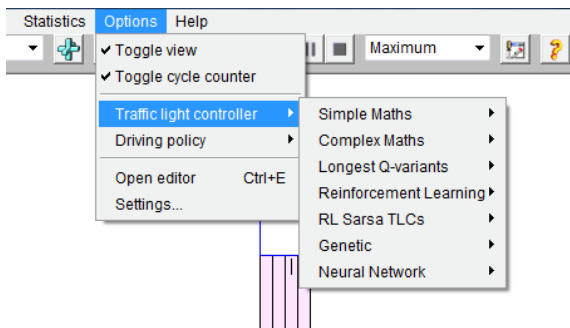 Statistics Options Help
Maximum
Toggle view
Toggle cycle counter
Traffic light controller
Driving policy
Open editor Ctrl+E
Settings...
Simple Maths
Complex Maths
Longest Q-variants
Reinforcement Learning
RL Sarsa TLCs
Genetic
Neural Network